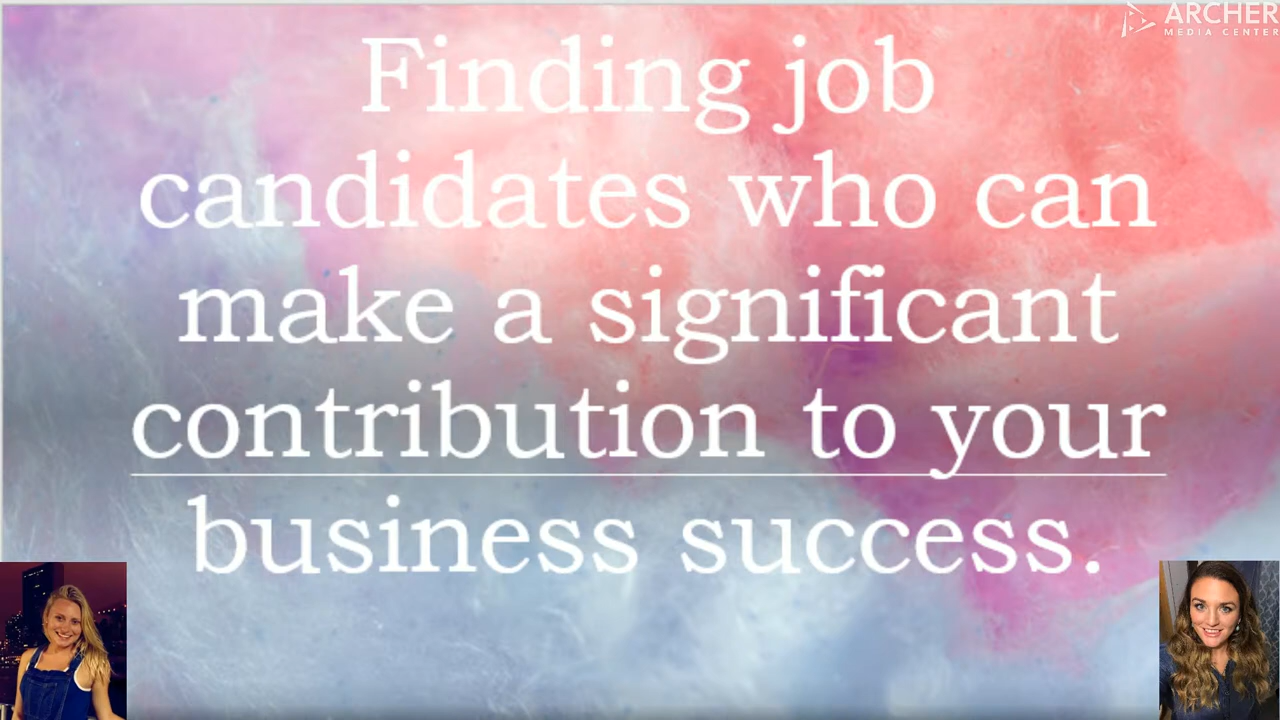 ARCHER
MEDIA CENTER
Finding job
candidates who can
make a significant
contribution to your
business success.